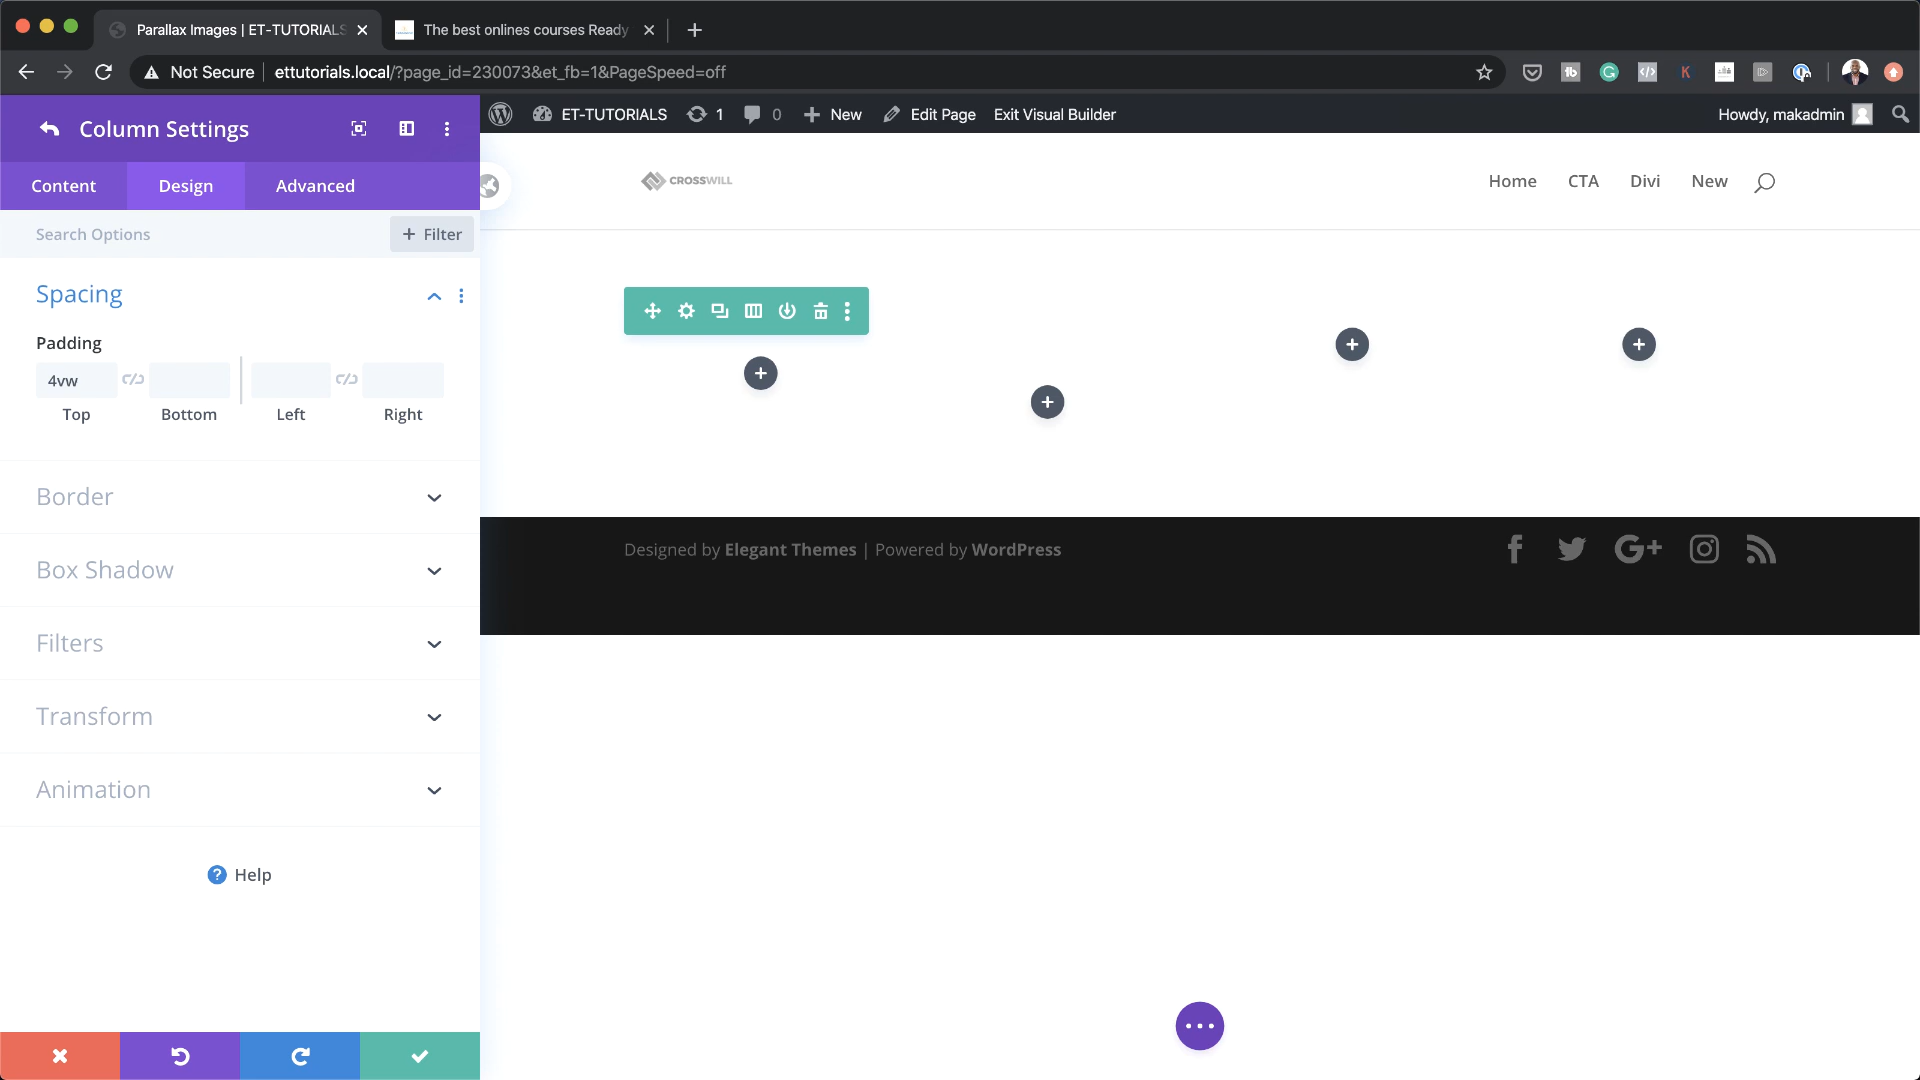 Parallax Images | ET-TUTORIALS
The best onlines courses Ready
Not Secure
ettutorials.local/?page_id=230073&et_fb=1&PageSpeed=off
ET-TUTORIALS
1
0
New
Edit Page
Exit Visual Builder
Howdy, makadmin
Column Settings
Content
Design
Advanced
Search Options
+ Filter
CROSSWILL
Home
CTA
Divi
New
Spacing
Padding
4vw
Top
Bottom
Left
Right
Border
Box Shadow
Filters
Transform
Animation
Help
Designed by Elegant Themes | Powered by WordPress